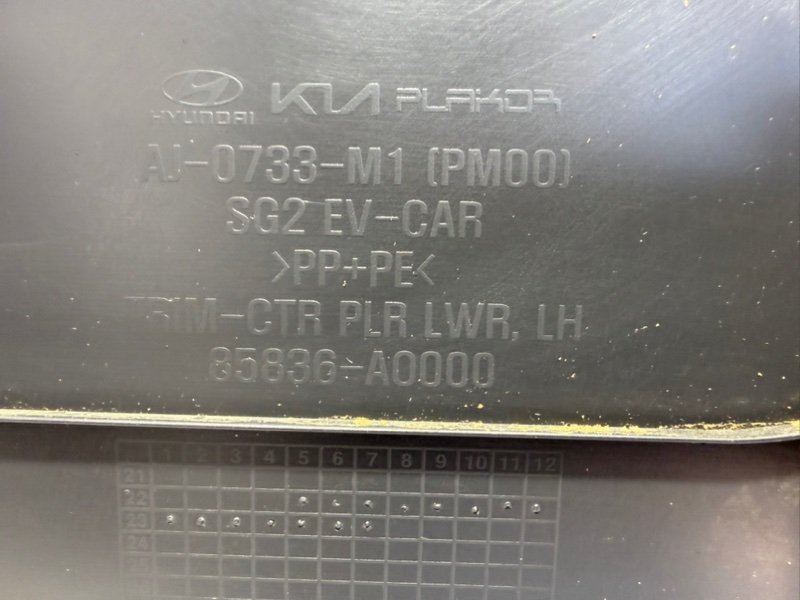 HYUNDAI KIA PLAKOR
AJ-0733-M1 (PM00)
SG2 EV-CAR
>PP+PE<
TRIM-CTR PLR LWR, LH
85836-A0000
1 2 3 4 5 6 7 8 9 10 11 12
21
22
23
24
25